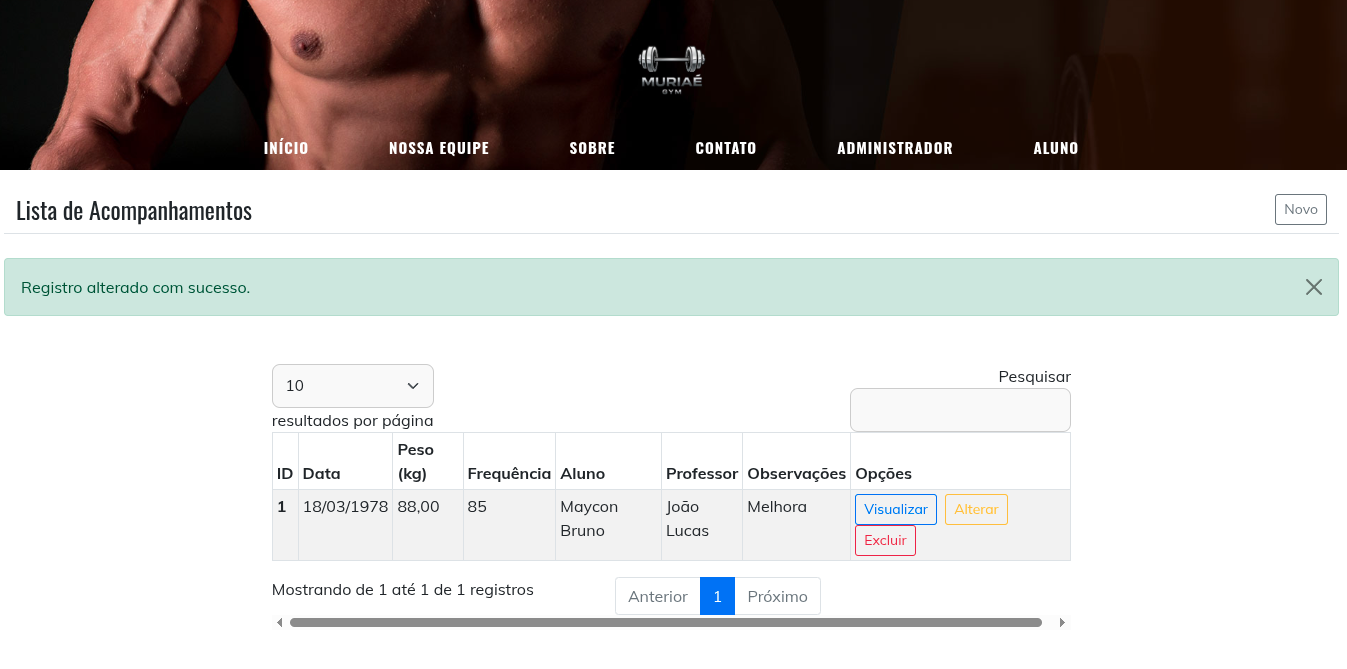 MURIAÉ
GYM
INÍCIO NOSSA EQUIPE SOBRE CONTATO ADMINISTRADOR ALUNO
Lista de Acompanhamentos Novo
Registro alterado com sucesso.
10
resultados por página
Pesquisar
ID Data Peso (kg) Frequência Aluno Professor Observações Opções
1 18/03/1978 88,00 85 Maycon Bruno João Lucas Melhora Visualizar Alterar Excluir
Mostrando de 1 até 1 de 1 registros Anterior 1 Próximo